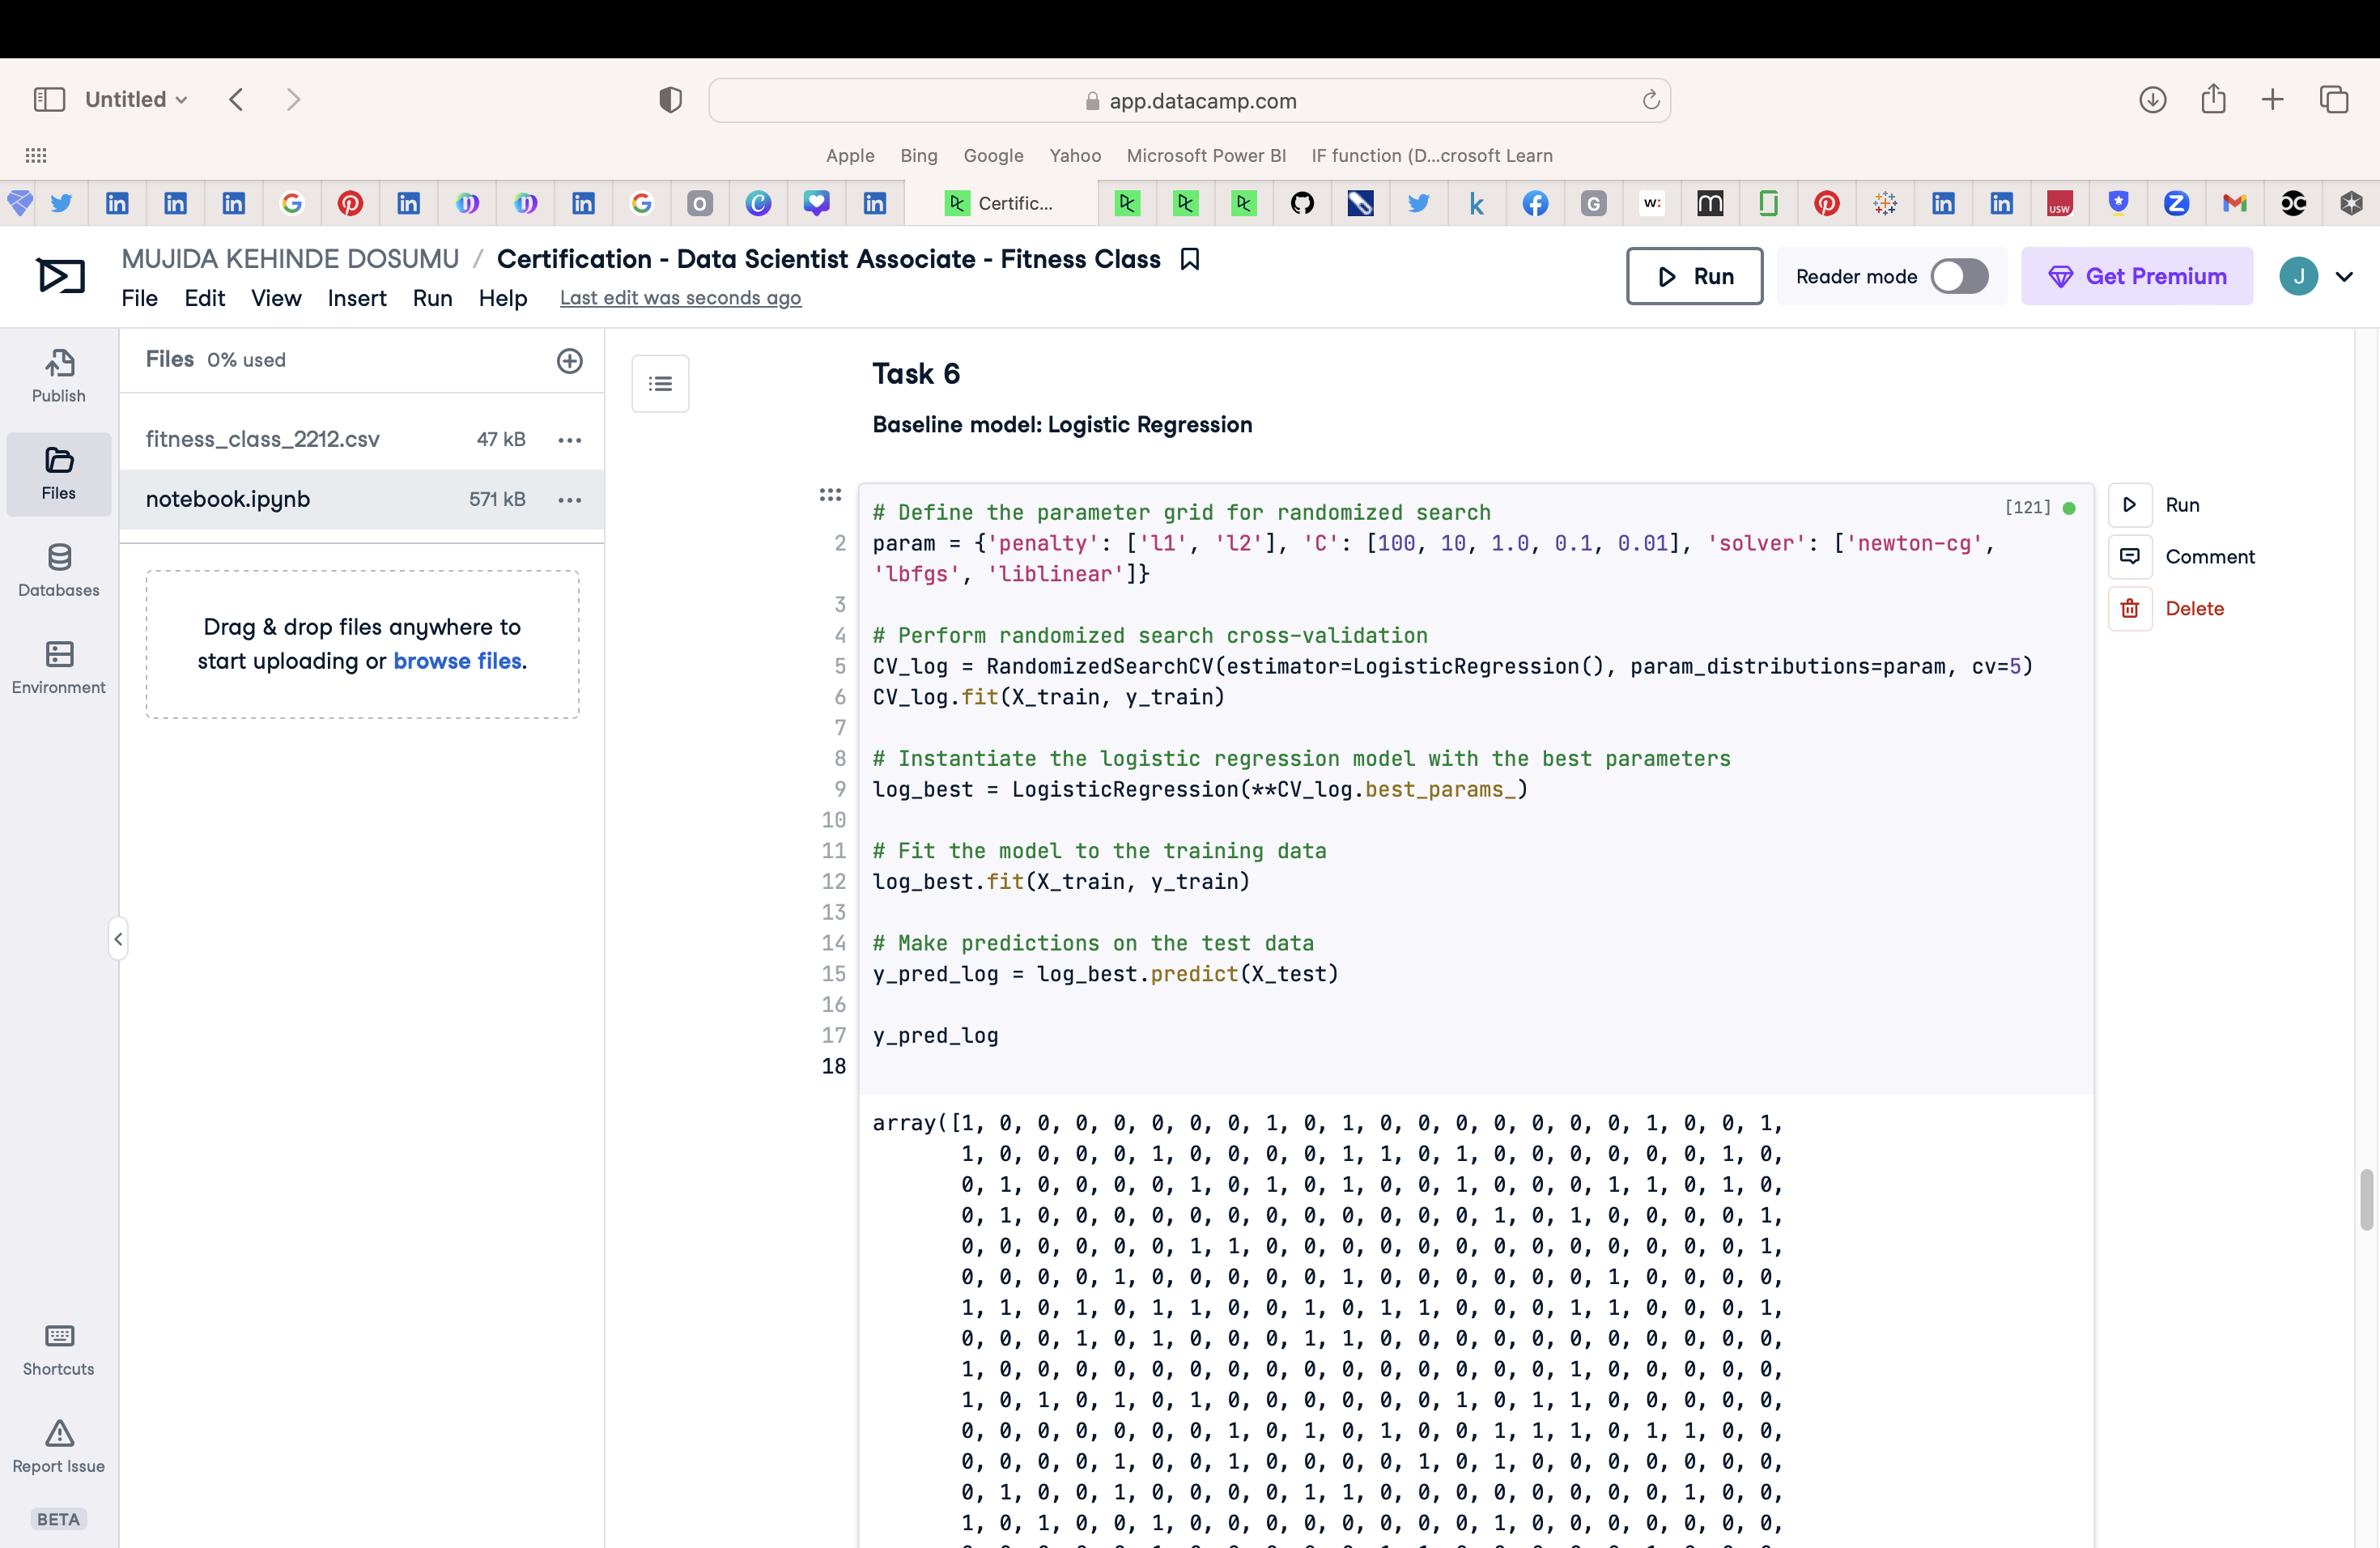 Untitled
app.datacamp.com
Apple Bing Google Yahoo Microsoft Power BI IF function (D...crosoft Learn
Certific...
MUJIDA KEHINDE DOSUMU / Certification - Data Scientist Associate - Fitness Class
File Edit View Insert Run Help Last edit was seconds ago
Run
Reader mode
Get Premium
J
Publish
Files
Databases
Environment
Shortcuts
Report Issue
BETA
Files 0% used
fitness_class_2212.csv 47 kB
notebook.ipynb 571 kB
Drag & drop files anywhere to
start uploading or browse files.
Task 6
Baseline model: Logistic Regression
[121]
# Define the parameter grid for randomized search
2 param = {'penalty': ['l1', 'l2'], 'C': [100, 10, 1.0, 0.1, 0.01], 'solver': ['newton-cg',
'lbfgs', 'liblinear']}
3
4 # Perform randomized search cross-validation
5 CV_log = RandomizedSearchCV(estimator=LogisticRegression(), param_distributions=param, cv=5)
6 CV_log.fit(X_train, y_train)
7
8 # Instantiate the logistic regression model with the best parameters
9 log_best = LogisticRegression(**CV_log.best_params_)
10
11 # Fit the model to the training data
12 log_best.fit(X_train, y_train)
13
14 # Make predictions on the test data
15 y_pred_log = log_best.predict(X_test)
16
17 y_pred_log
18
Run
Comment
Delete
array([1, 0, 0, 0, 0, 0, 0, 0, 1, 0, 1, 0, 0, 0, 0, 0, 0, 0, 1, 0, 0, 1,
1, 0, 0, 0, 0, 1, 0, 0, 0, 0, 1, 1, 0, 1, 0, 0, 0, 0, 0, 0, 1, 0,
0, 1, 0, 0, 0, 0, 1, 0, 1, 0, 1, 0, 0, 1, 0, 0, 0, 1, 1, 0, 1, 0,
0, 1, 0, 0, 0, 0, 0, 0, 0, 0, 0, 0, 0, 0, 1, 0, 1, 0, 0, 0, 0, 1,
0, 0, 0, 0, 0, 0, 1, 1, 0, 0, 0, 0, 0, 0, 0, 0, 0, 0, 0, 0, 0, 1,
0, 0, 0, 0, 1, 0, 0, 0, 0, 0, 1, 0, 0, 0, 0, 0, 0, 1, 0, 0, 0, 0,
1, 1, 0, 1, 0, 1, 1, 0, 0, 1, 0, 1, 1, 0, 0, 0, 1, 1, 0, 0, 0, 1,
0, 0, 0, 1, 0, 1, 0, 0, 0, 1, 1, 0, 0, 0, 0, 0, 0, 0, 0, 0, 0, 0,
1, 0, 0, 0, 0, 0, 0, 0, 0, 0, 0, 0, 0, 0, 0, 0, 1, 0, 0, 0, 0, 0,
1, 0, 1, 0, 1, 0, 1, 0, 0, 0, 0, 0, 0, 1, 0, 1, 1, 0, 0, 0, 0, 0,
0, 0, 0, 0, 0, 0, 0, 1, 0, 1, 0, 1, 0, 0, 1, 1, 1, 0, 1, 1, 0, 0,
0, 0, 0, 0, 1, 0, 0, 1, 0, 0, 0, 0, 1, 0, 1, 0, 0, 0, 0, 0, 0, 0,
0, 1, 0, 0, 1, 0, 0, 0, 0, 1, 1, 0, 0, 0, 0, 0, 0, 0, 0, 1, 0, 0,
1, 0, 1, 0, 0, 1, 0, 0, 0, 0, 0, 0, 0, 0, 1, 0, 0, 0, 0, 0, 0, 0,